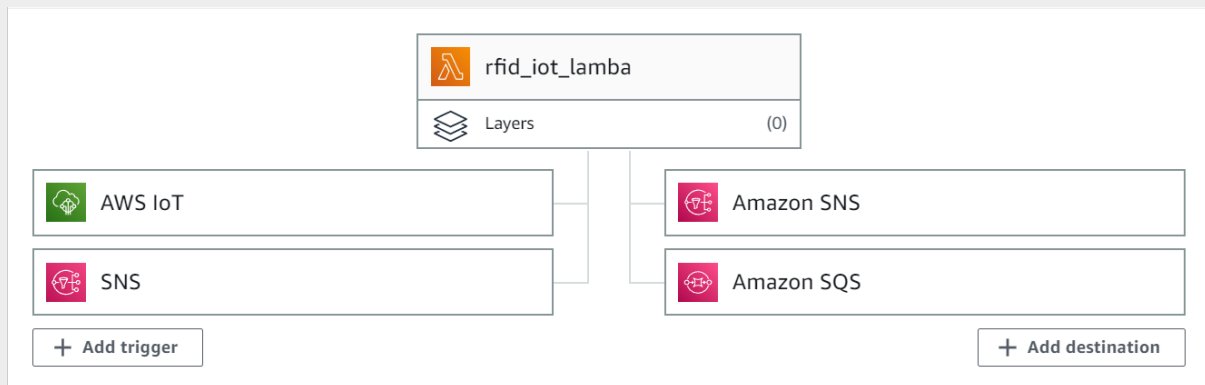 rfid_iot_lamba
Layers (0)
AWS IoT
Amazon SNS
SNS
Amazon SQS
+ Add trigger
+ Add destination